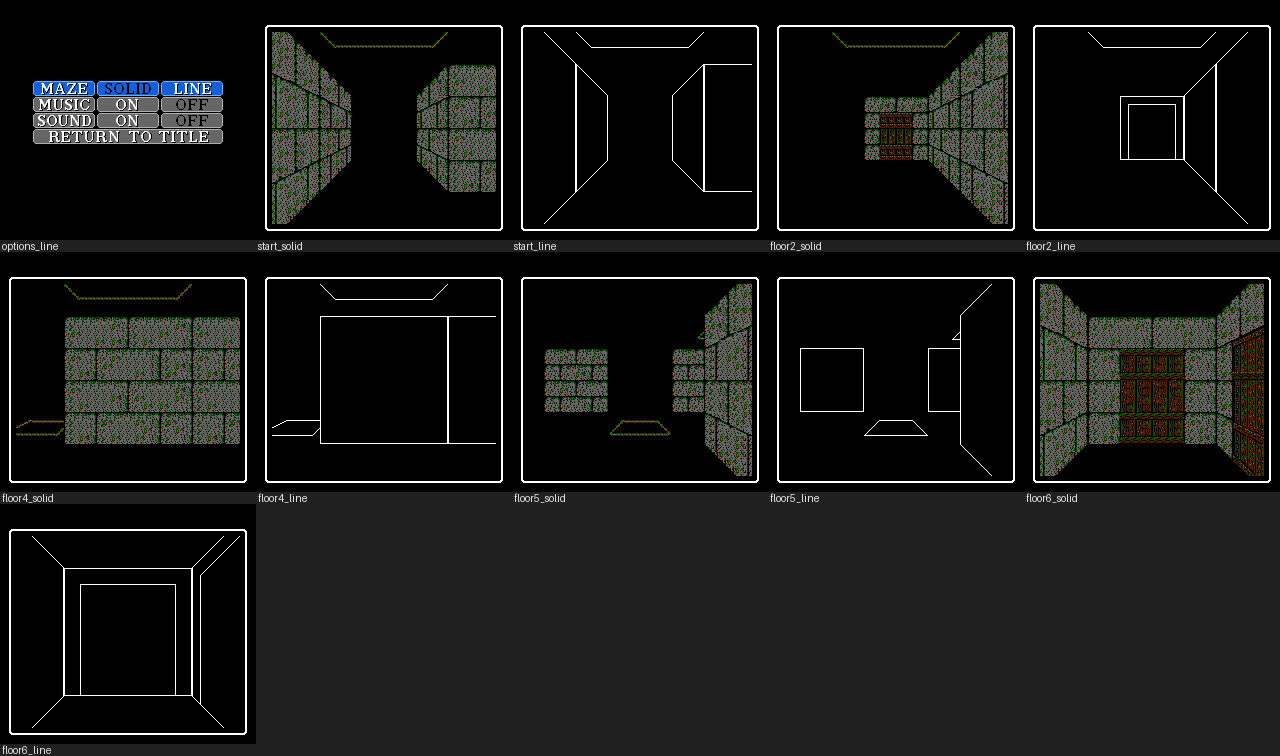 MAZE SOLID LINE
MUSIC ON OFF
SOUND ON OFF
RETURN TO TITLE
options_line
start_solid
start_line
floor2_solid
floor2_line
floor4_solid
floor4_line
floor5_solid
floor5_line
floor6_solid
floor6_line